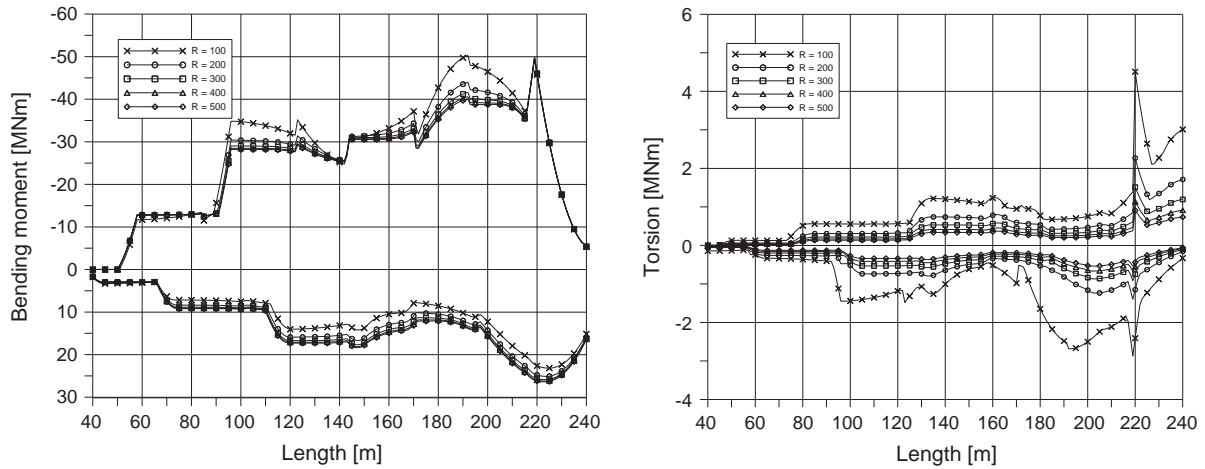 Bending moment [MNm]
-60
-50
-40
-30
-20
-10
0
10
20
30
R = 100
R = 200
R = 300
R = 400
R = 500
40 60 80 100 120 140 160 180 200 220 240
Length [m]
Torsion [MNm]
6
4
2
0
-2
-4
R = 100
R = 200
R = 300
R = 400
R = 500
40 60 80 100 120 140 160 180 200 220 240
Length [m]